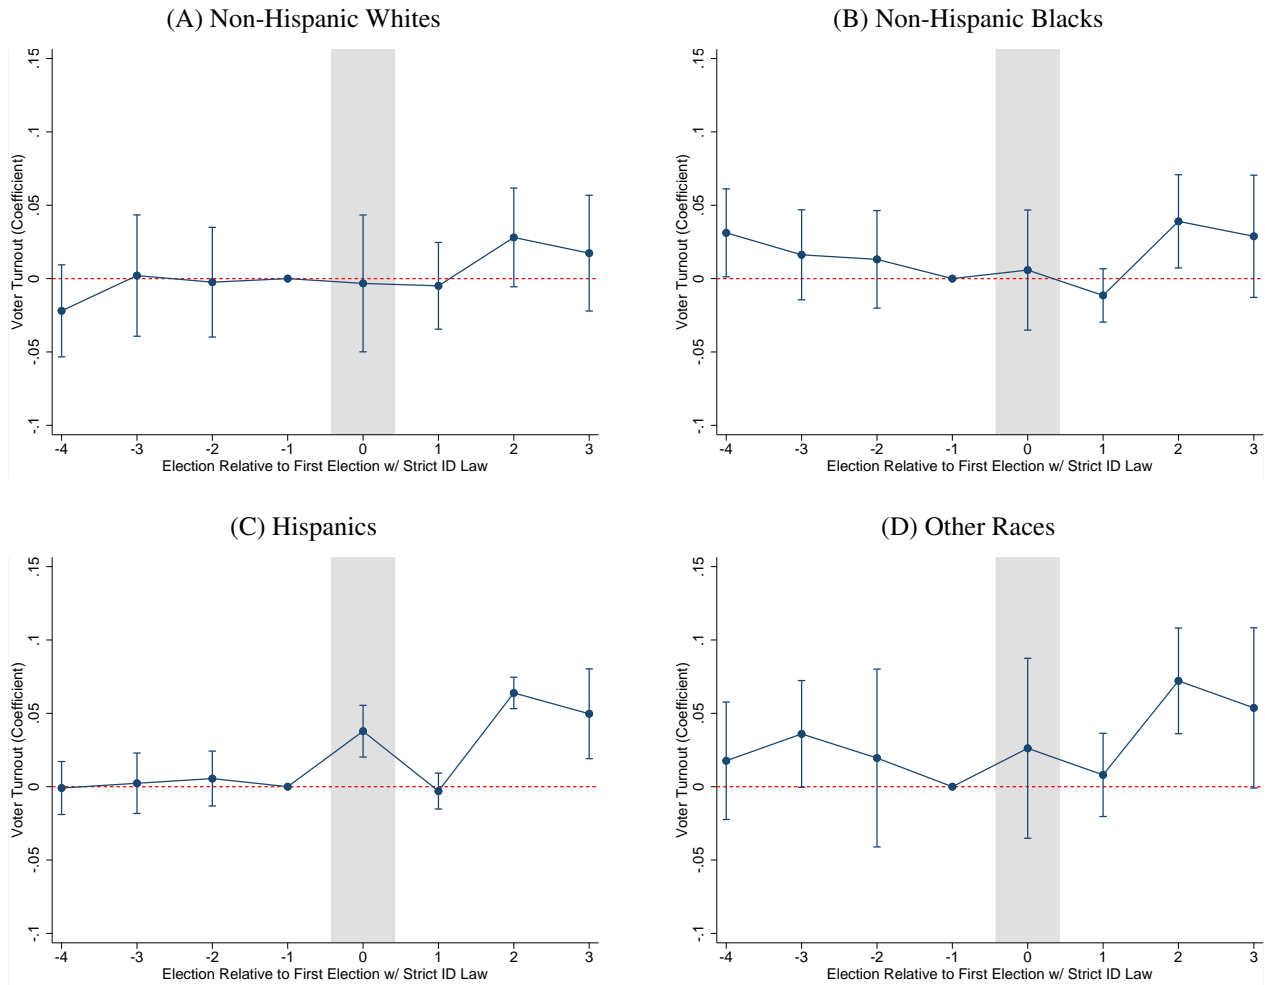 (A) Non-Hispanic Whites
.15
.1
.05
0
-.05
-.1
Voter Turnout (Coefficient)
-4 -3 -2 -1 0 1 2 3
Election Relative to First Election w/ Strict ID Law
(B) Non-Hispanic Blacks
.15
.1
.05
0
-.05
-.1
Voter Turnout (Coefficient)
-4 -3 -2 -1 0 1 2 3
Election Relative to First Election w/ Strict ID Law
(C) Hispanics
.15
.1
.05
0
-.05
-.1
Voter Turnout (Coefficient)
-4 -3 -2 -1 0 1 2 3
Election Relative to First Election w/ Strict ID Law
(D) Other Races
.15
.1
.05
0
-.05
-.1
Voter Turnout (Coefficient)
-4 -3 -2 -1 0 1 2 3
Election Relative to First Election w/ Strict ID Law